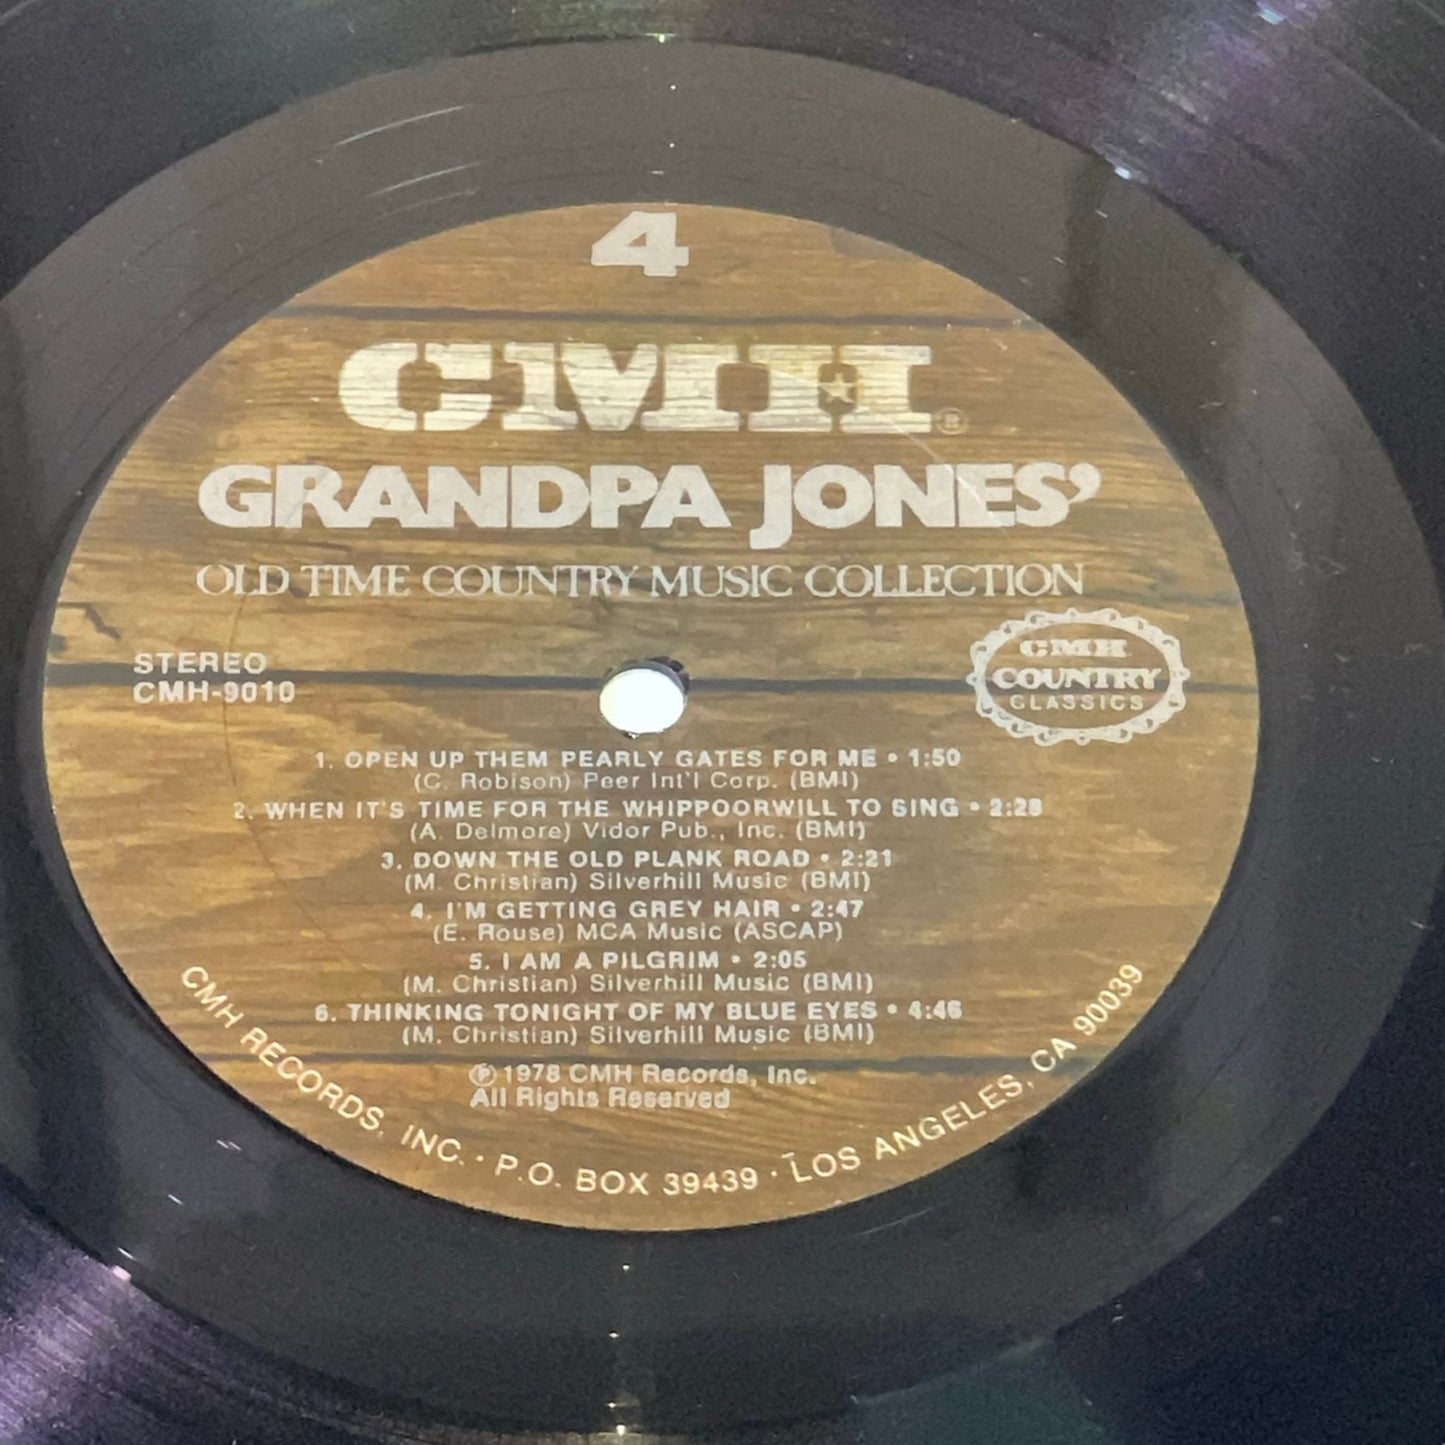 4
CMH®
GRANDPA JONES’
OLD TIME COUNTRY MUSIC COLLECTION
STEREO
CMH-9010
CMH
COUNTRY
CLASSICS
1. OPEN UP THEM PEARLY GATES FOR ME • 1:50
(C. Robison) Peer Int'l Corp. (BMI)
2. WHEN IT'S TIME FOR THE WHIPPOORWILL TO SING • 2:28
(A. Delmore) Vidor Pub., Inc. (BMI)
3. DOWN THE OLD PLANK ROAD • 2:21
(M. Christian) Silverhill Music (BMI)
4. I'M GETTING GREY HAIR • 2:47
(E. Rouse) MCA Music (ASCAP)
5. I AM A PILGRIM • 2:05
(M. Christian) Silverhill Music (BMI)
6. THINKING TONIGHT OF MY BLUE EYES • 4:46
(M. Christian) Silverhill Music (BMI)
℗ 1978 CMH Records, Inc.
All Rights Reserved
CMH RECORDS, INC. · P.O. BOX 39439 · LOS ANGELES, CA 90039